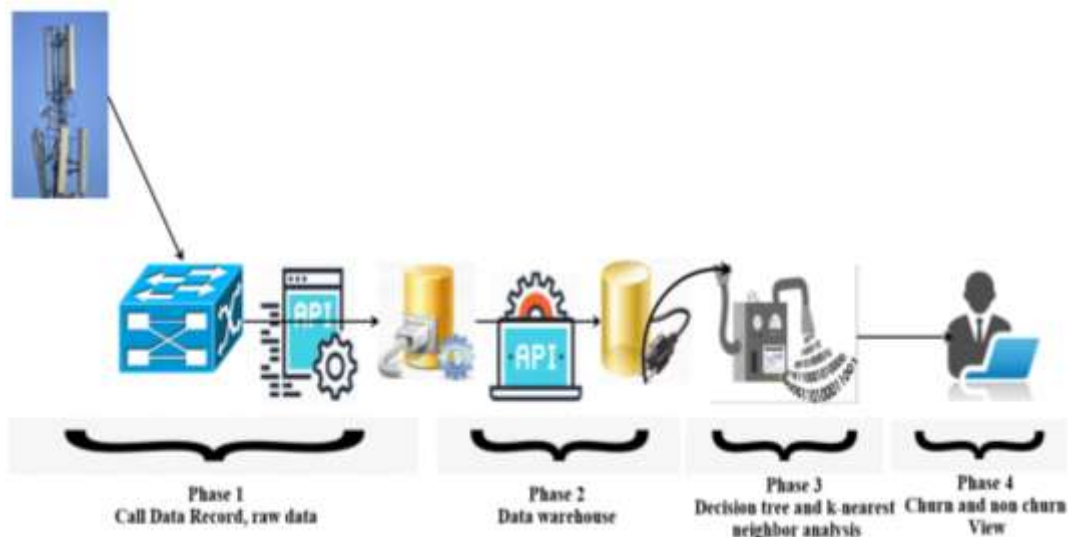 API
API
Phase 1
Call Data Record, raw data
Phase 2
Data warehouse
Phase 3
Decision tree and k-nearest
neighbor analysis
Phase 4
Churn and non churn
View